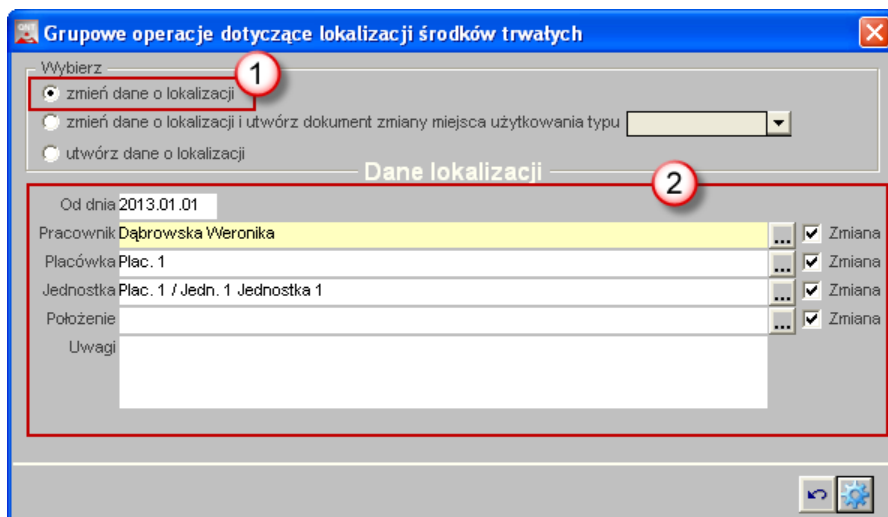 QNT Grupowe operacje dotyczące lokalizacji środków trwałych
Wybierz
1
zmień dane o lokalizacji
zmień dane o lokalizacji i utwórz dokument zmiany miejsca użytkowania typu
utwórz dane o lokalizacji
Dane lokalizacji
2
Od dnia 2013.01.01
Pracownik Dąbrowska Weronika ... Zmiana
Placówka Plac. 1 ... Zmiana
Jednostka Plac. 1 / Jedn. 1 Jednostka 1 ... Zmiana
Położenie ... Zmiana
Uwagi